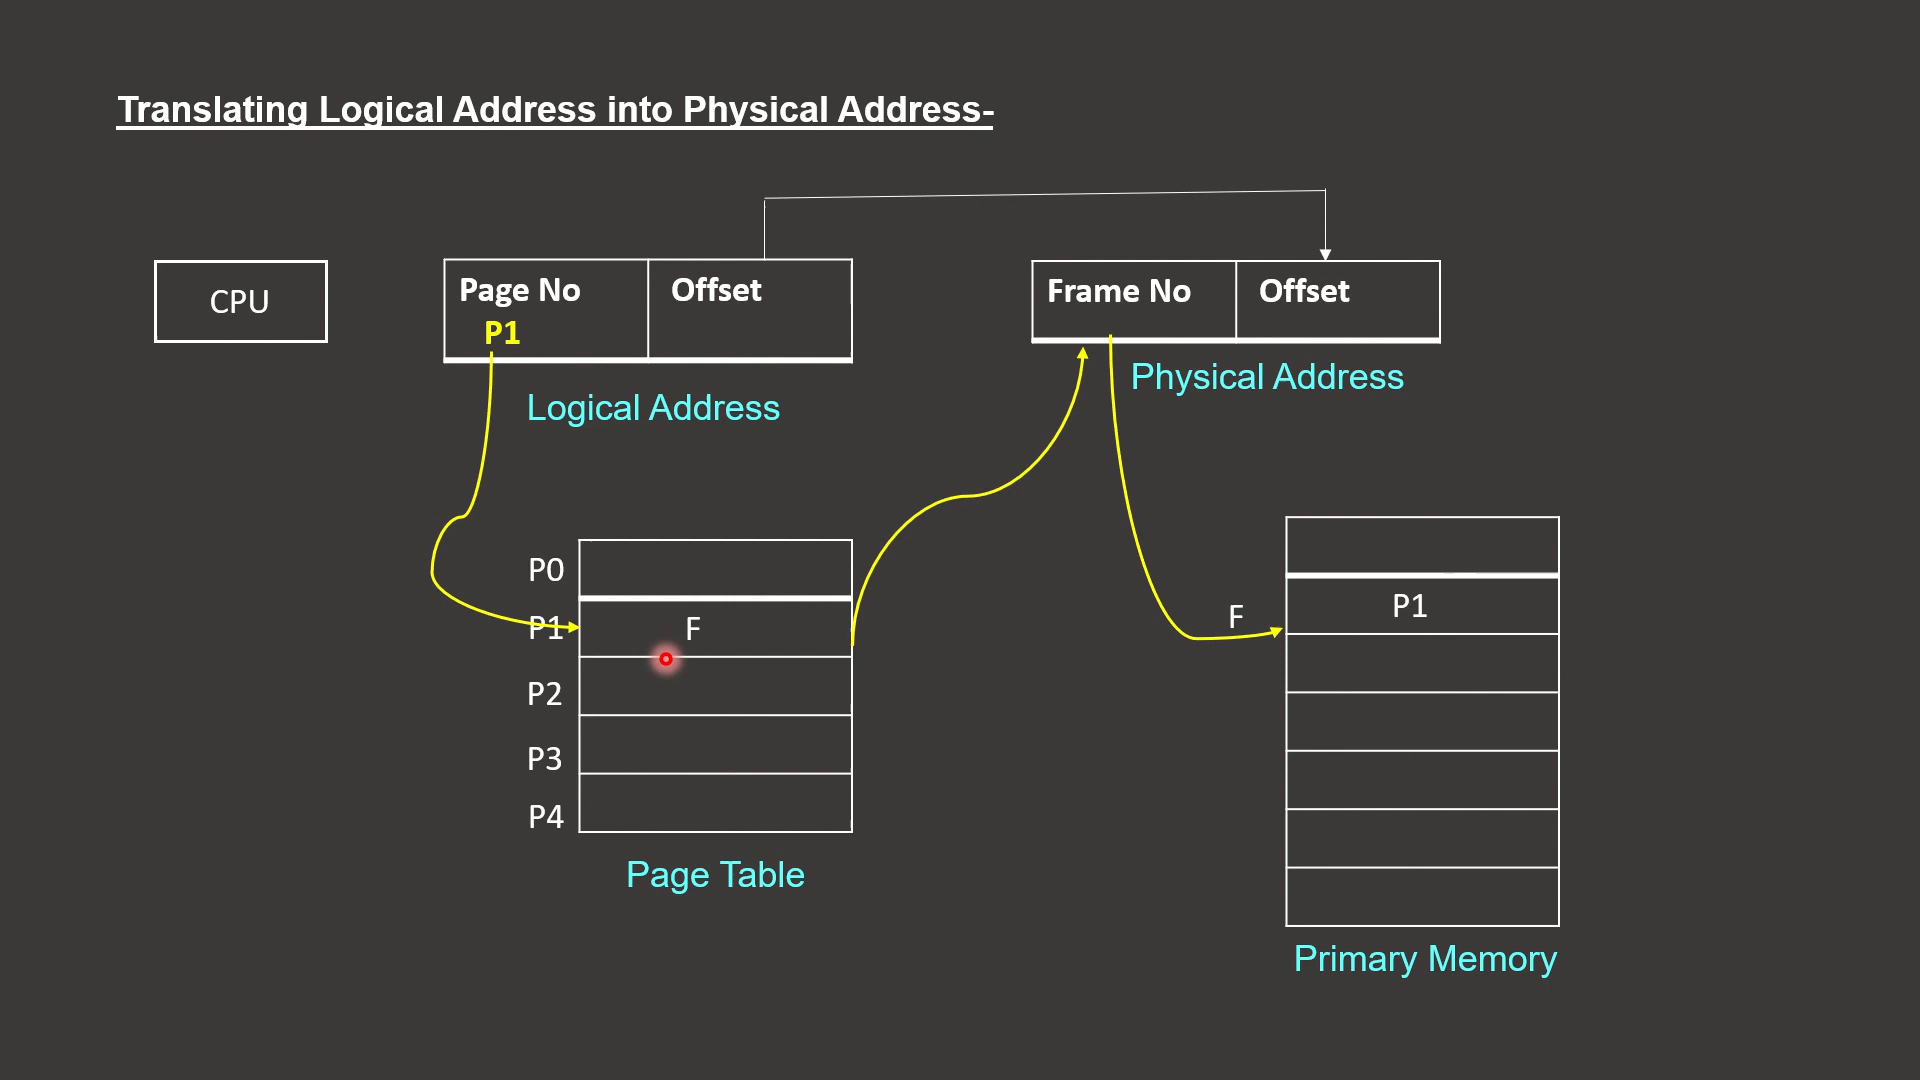 Translating Logical Address into Physical Address-
CPU
Page No
P1
Offset
Logical Address
Frame No
Offset
Physical Address
P0
P1
F
P2
P3
P4
Page Table
F
P1
Primary Memory